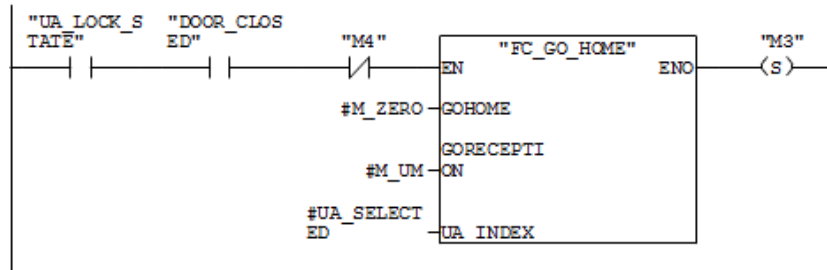 "UA_LOCK_S
TATE"
"DOOR_CLOS
ED"
"M4"
"FC_GO_HOME"
"M3"
EN
ENO
(S)
#M_ZERO
GOHOME
GORECEPTI
#M_UM
ON
#UA_SELECT
ED
UA_INDEX